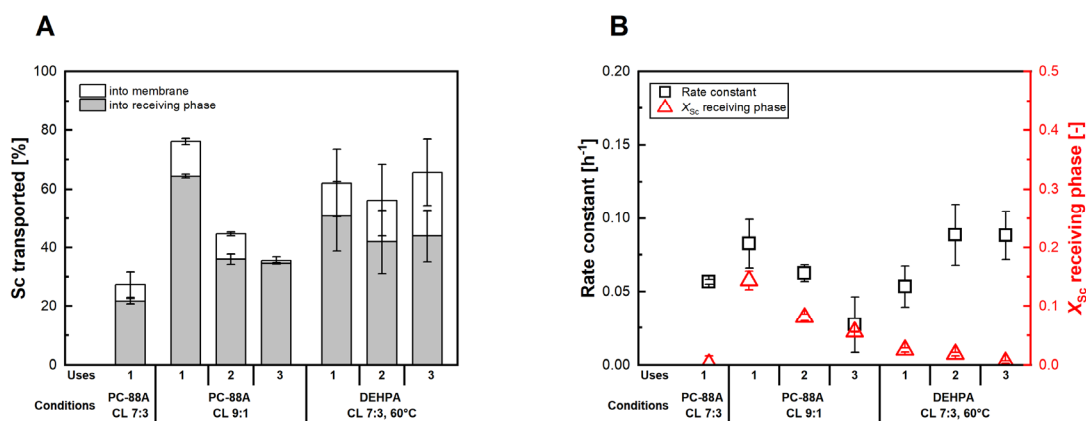 A
Sc transported [%]
100
80
60
40
20
0
into membrane
into receiving phase
Uses 1 1 2 3 1 2 3
Conditions PC-88A CL 7:3 PC-88A CL 9:1 DEHPA CL 7:3, 60°C
B
Rate constant [h⁻¹]
0.20
0.15
0.10
0.05
0.00
Rate constant
XSc receiving phase
XSc receiving phase [-]
0.5
0.4
0.3
0.2
0.1
0.0
Uses 1 1 2 3 1 2 3
Conditions PC-88A CL 7:3 PC-88A CL 9:1 DEHPA CL 7:3, 60°C